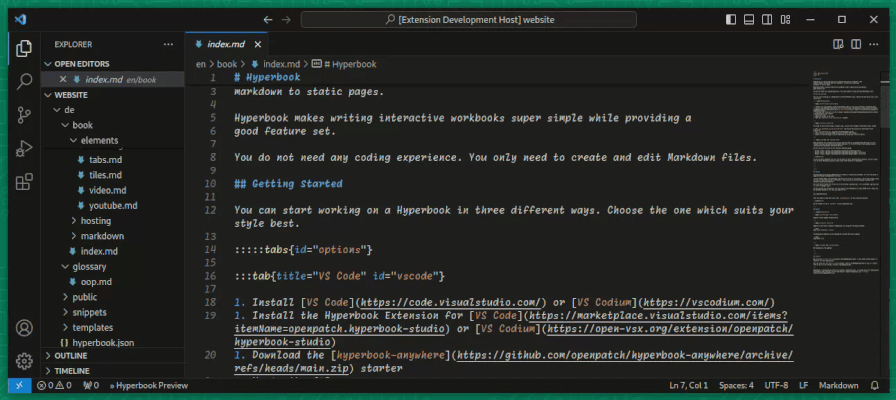 [Extension Development Host] website
EXPLORER
OPEN EDITORS
index.md en/book
WEBSITE
de
book
elements
tabs.md
tiles.md
video.md
youtube.md
hosting
markdown
index.md
glossary
oop.md
public
snippets
templates
hyperbook.json
OUTLINE
TIMELINE
index.md
en > book > index.md > # Hyperbook
1 # Hyperbook
3 markdown to static pages.
4
5 Hyperbook makes writing interactive workbooks super simple while providing a
6 good feature set.
7
8 You do not need any coding experience. You only need to create and edit Markdown files.
9
10 ## Getting Started
11
12 You can start working on a Hyperbook in three different ways. Choose the one which suits your
style best.
13
14 :::::tabs{id="options"}
15
16 :::tab{title="VS Code" id="vscode"}
17
18 1. Install [VS Code](https://code.visualstudio.com/) or [VS Codium](https://vscodium.com/)
19 1. Install the Hyperbook Extension for [VS Code](https://marketplace.visualstudio.com/items?
itemName=openpatch.hyperbook-studio) or [VS Codium](https://open-vsx.org/extension/openpatch/
hyperbook-studio)
20 1. Download the [hyperbook-anywhere](https://github.com/openpatch/hyperbook-anywhere/archive/
refs/heads/main.zip) starter
0 0 0 » Hyperbook Preview
Ln 7, Col 1 Spaces: 4 UTF-8 LF Markdown